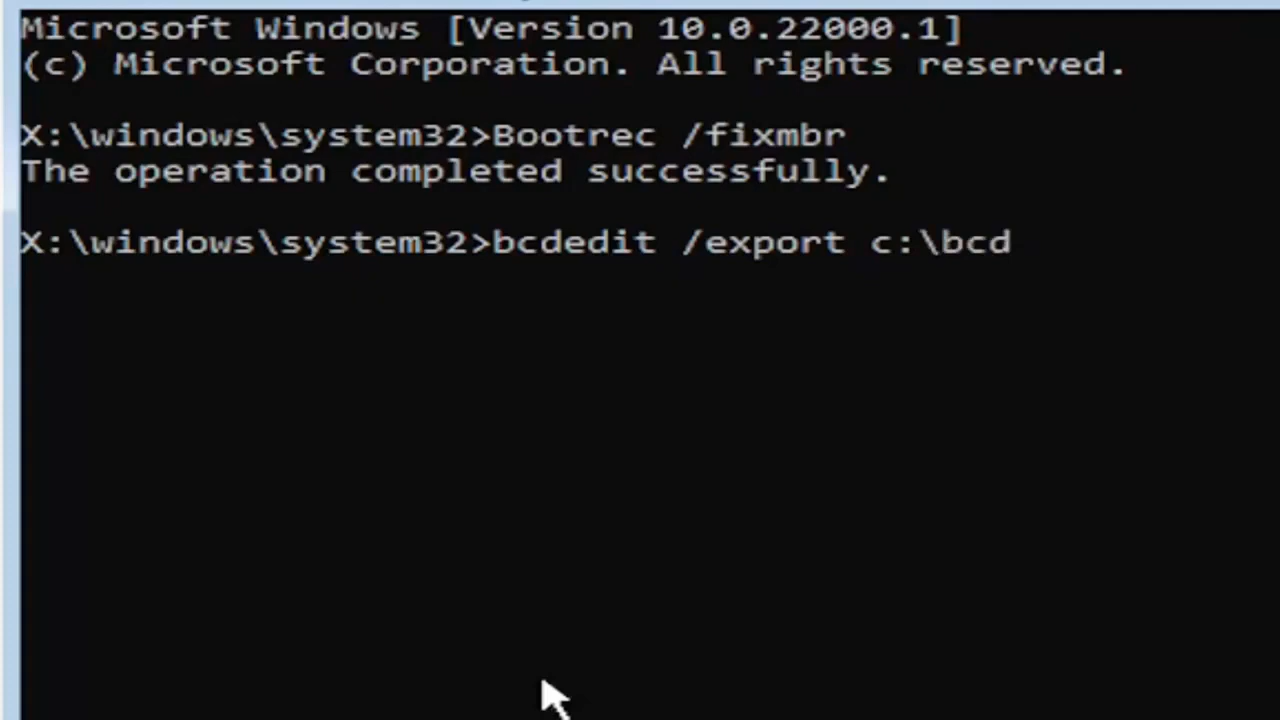 Microsoft Windows [Version 10.0.22000.1]
(c) Microsoft Corporation. All rights reserved.
X:\windows\system32>Bootrec /fixmbr
The operation completed successfully.
X:\windows\system32>bcdedit /export c:\bcd